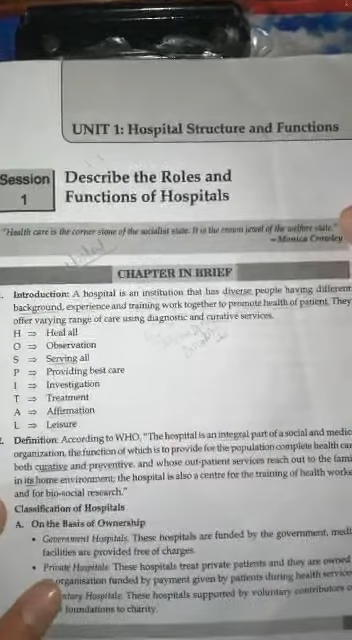 UNIT 1: Hospital Structure and Functions
Session
1
Describe the Roles and
Functions of Hospitals
"Health care is the corner stone of the socialist state. It is the crown jewel of the welfare state."
– Monica Crowley
CHAPTER IN BRIEF
Introduction: A hospital is an institution that has diverse people having different
background, experience and training work together to promote health of patient. They
offer varying range of care using diagnostic and curative services.
H ⇒ Heal all
O ⇒ Observation
S ⇒ Serving all
P ⇒ Providing best care
I ⇒ Investigation
T ⇒ Treatment
A ⇒ Affirmation
L ⇒ Leisure
2. Definition: According to WHO, "The hospital is an integral part of a social and medic
organization, the function of which is to provide for the population complete health car
both curative and preventive, and whose out-patient services reach out to the fami
in its home environment; the hospital is also a centre for the training of health worke
and for bio-social research."
Classification of Hospitals
A. On the Basis of Ownership
• Government Hospitals. These hospitals are funded by the government, medi
facilities are provided free of charges.
• Private Hospitals. These hospitals treat private patients and they are owned
organisation funded by payment given by patients during health service
ntary Hospitals. These hospitals supported by voluntary contributors o
foundations to charity.